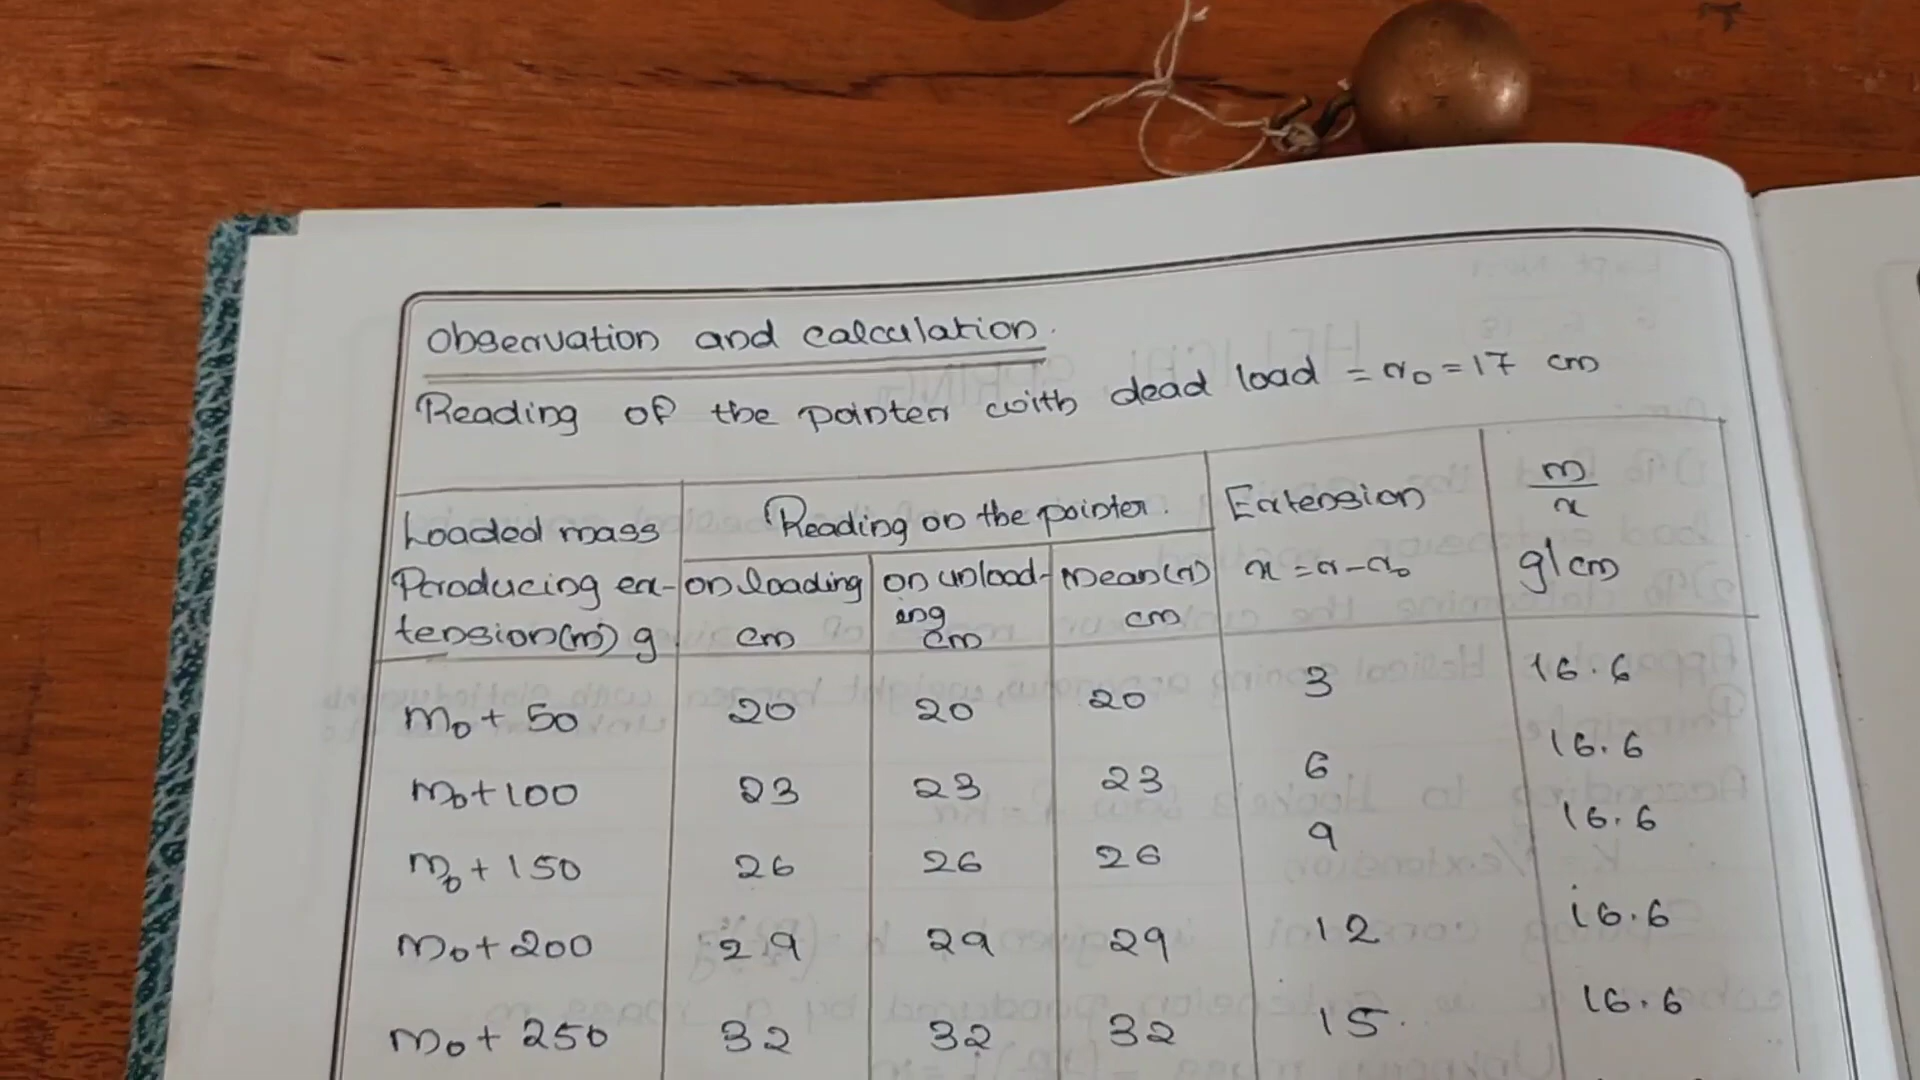 Observation and calculation.
Reading of the pointer with dead load = r₀ = 17 cm
Loaded mass
Producing ex-
tension(m) g
Reading on the pointer.
on loading
cm
on unload-
ing
cm
Mean(r)
cm
Extension
x = r - r₀
m
x
g/cm
m₀ + 50 20 20 20 3 16.6
m₀ + 100 23 23 23 6 16.6
m₀ + 150 26 26 26 9 16.6
m₀ + 200 29 29 29 12 16.6
m₀ + 250 32 32 32 15. 16.6